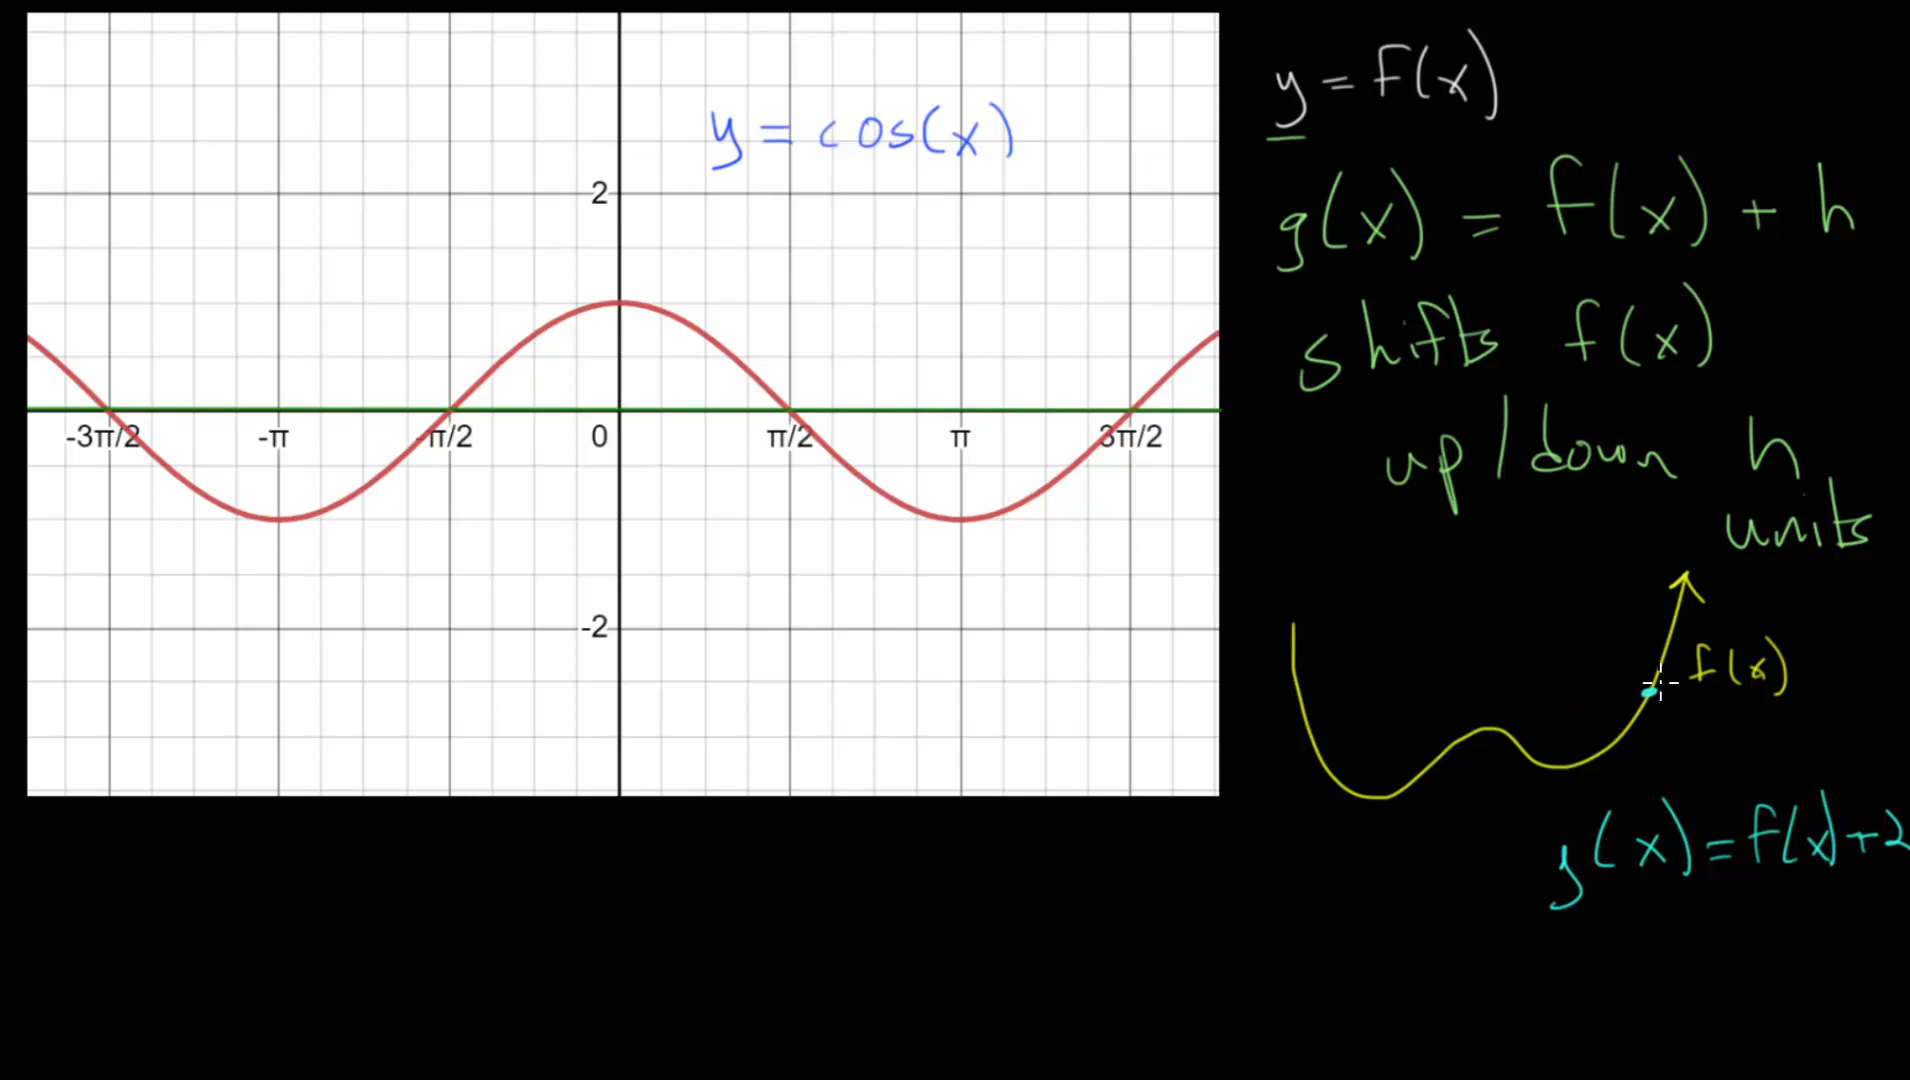 y = cos(x)
2
-3π/2 -π -π/2 0 π/2 π 3π/2
-2
y = f(x)
g(x) = f(x) + h
shifts f(x)
up/down h
units
f(x)
g(x) = f(x)+2